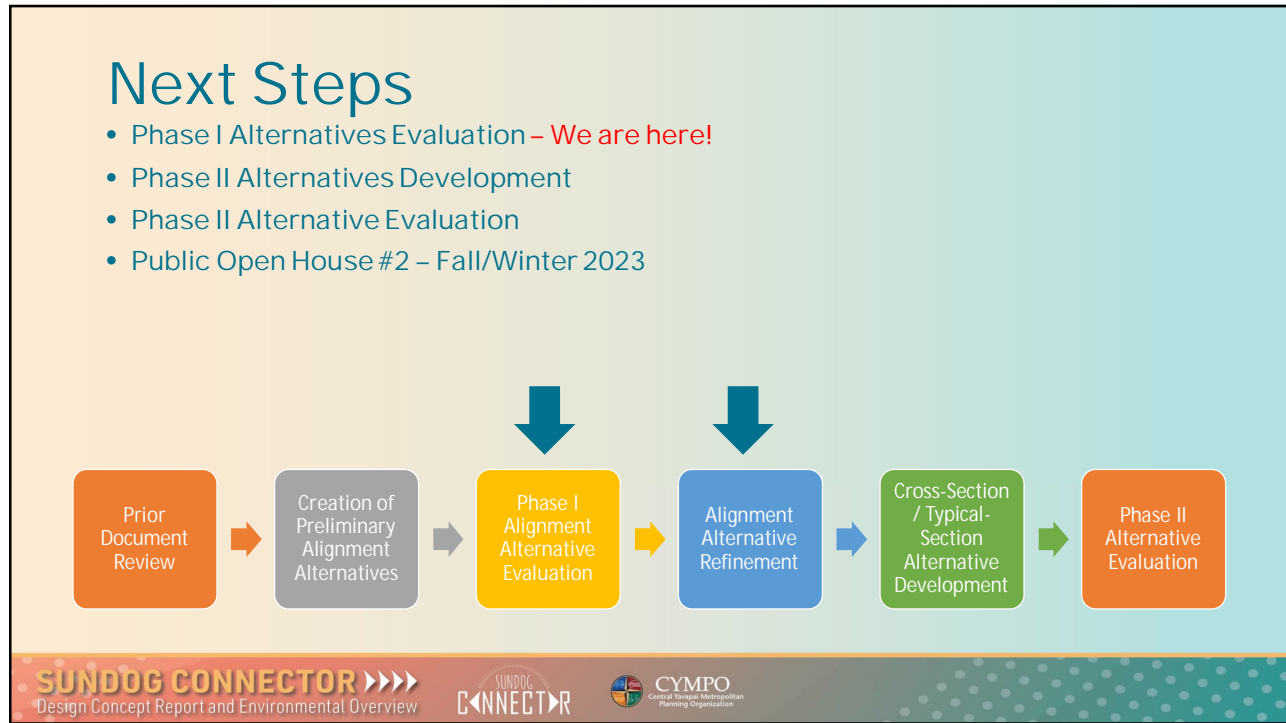 Next Steps
• Phase I Alternatives Evaluation – We are here!
• Phase II Alternatives Development
• Phase II Alternative Evaluation
• Public Open House #2 – Fall/Winter 2023
Prior
Document
Review
Creation of
Preliminary
Alignment
Alternatives
Phase I
Alignment
Alternative
Evaluation
Alignment
Alternative
Refinement
Cross-Section
/ Typical-
Section
Alternative
Development
Phase II
Alternative
Evaluation
SUNDOG CONNECTOR
Design Concept Report and Environmental Overview
SUNDOG
CONNECTOR
CYMPO
Central Yavapai Metropolitan
Planning Organization